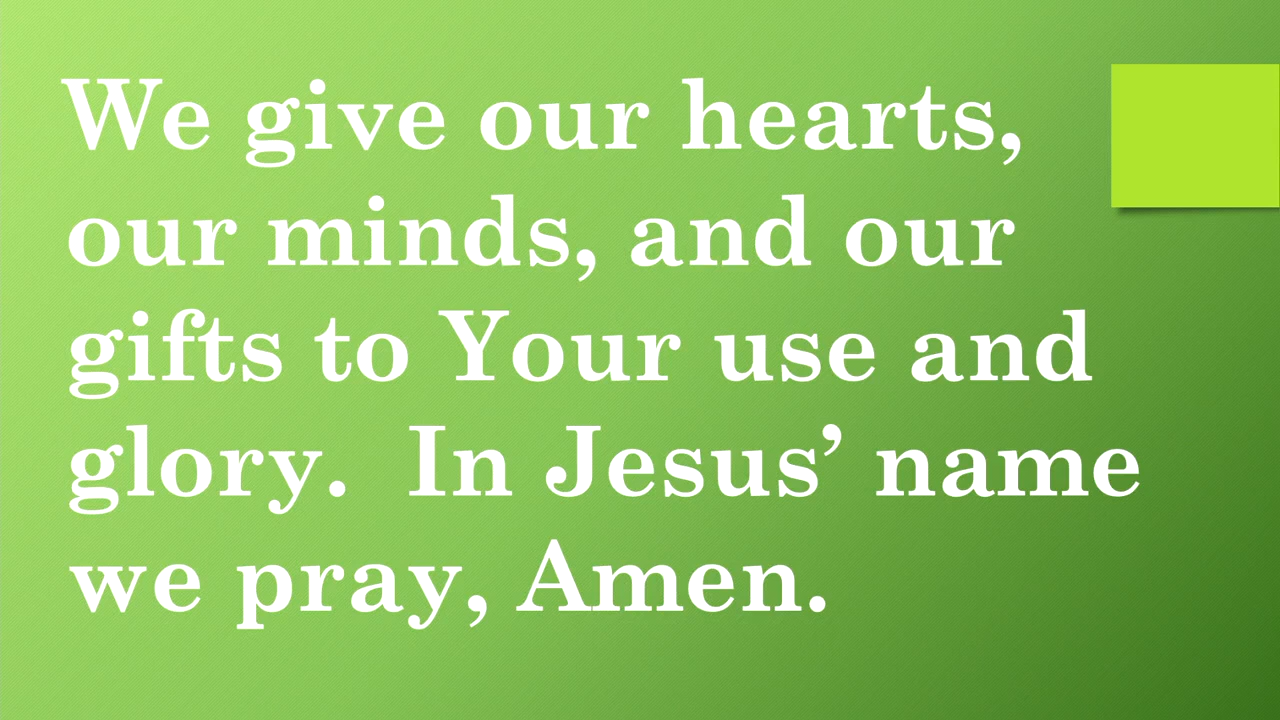 We give our hearts,
our minds, and our
gifts to Your use and
glory.  In Jesus’ name
we pray, Amen.